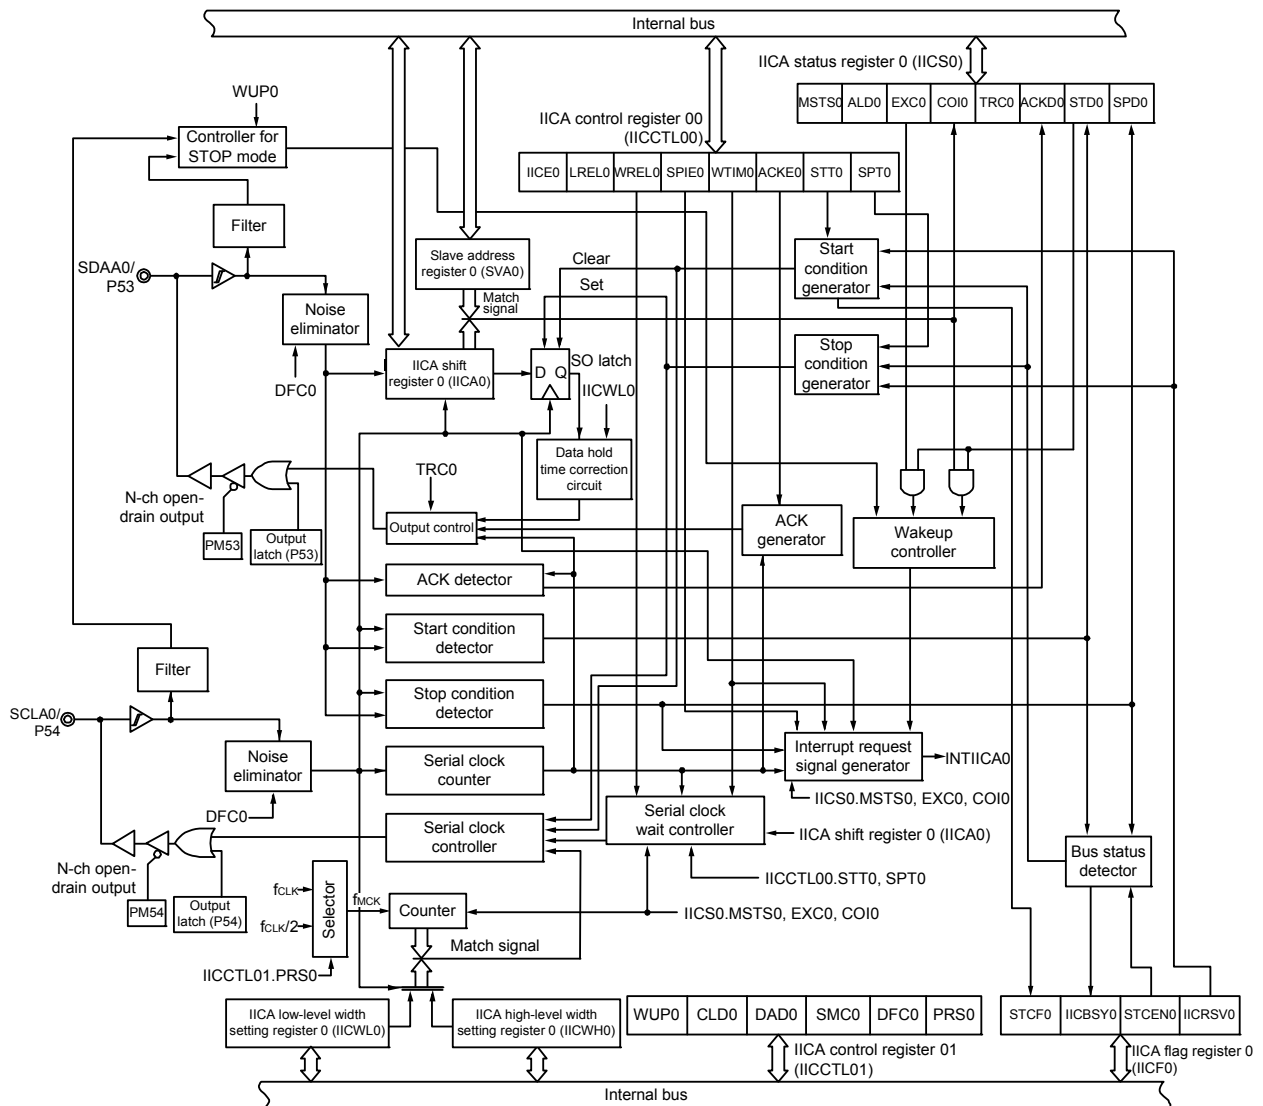 Internal bus
IICA status register 0 (IICS0)
MSTS0 ALD0 EXC0 COI0 TRC0 ACKD0 STD0 SPD0
WUP0
Controller for
STOP mode
IICA control register 00
(IICCTL00)
IICE0 LREL0 WREL0 SPIE0 WTIM0 ACKE0 STT0 SPT0
Filter
SDAA0/
P53
Slave address
register 0 (SVA0)
Clear
Set
Start
condition
generator
Match
signal
Noise
eliminator
DFC0
IICA shift
register 0 (IICA0)
D Q
SO latch
IICWL0
Stop
condition
generator
Data hold
time correction
circuit
TRC0
N-ch open-
drain output
PM53
Output
latch (P53)
Output control
ACK
generator
Wakeup
controller
ACK detector
Start condition
detector
Filter
Stop condition
detector
SCLA0/
P54
Noise
eliminator
DFC0
Serial clock
counter
Interrupt request
signal generator
INTIICA0
IICS0.MSTS0, EXC0, COI0
Serial clock
controller
Serial clock
wait controller
IICA shift register 0 (IICA0)
Bus status
detector
N-ch open-
drain output
PM54
Output
latch (P54)
IICCTL00.STT0, SPT0
fCLK
fCLK/2
Selector
fMCK
Counter
IICS0.MSTS0, EXC0, COI0
Match signal
IICCTL01.PRS0
IICA low-level width
setting register 0 (IICWL0)
IICA high-level width
setting register 0 (IICWH0)
WUP0 CLD0 DAD0 SMC0 DFC0 PRS0
STCF0 IICBSY0 STCEN0 IICRSV0
IICA control register 01
(IICCTL01)
IICA flag register 0
(IICF0)
Internal bus